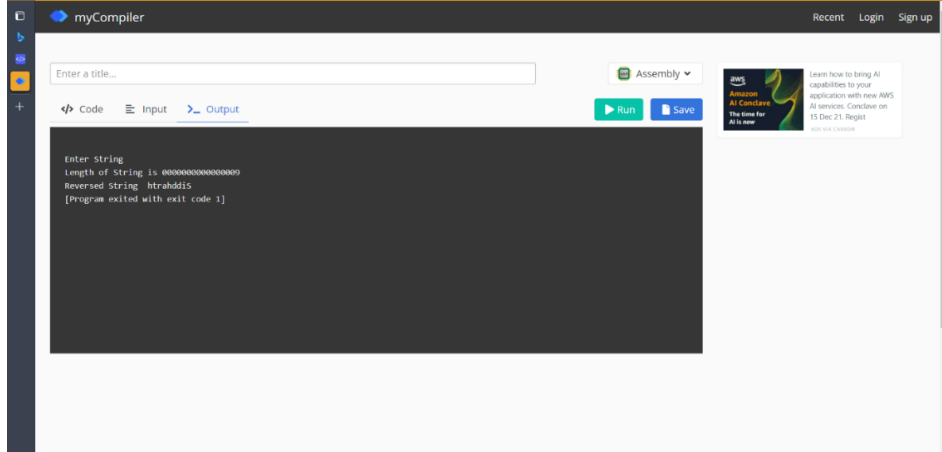 myCompiler
Recent Login Sign up
Enter a title...
Assembly
</> Code Input >_ Output
Run Save
Enter String
Length of String is 0000000000000009
Reversed String htrahddiS
[Program exited with exit code 1]
aws
Amazon
AI Conclave
The time for
AI is new
Learn how to bring AI
capabilities to your
application with new AWS
AI services. Conclave on
15 Dec 21. Regist
ADS VIA CARBON